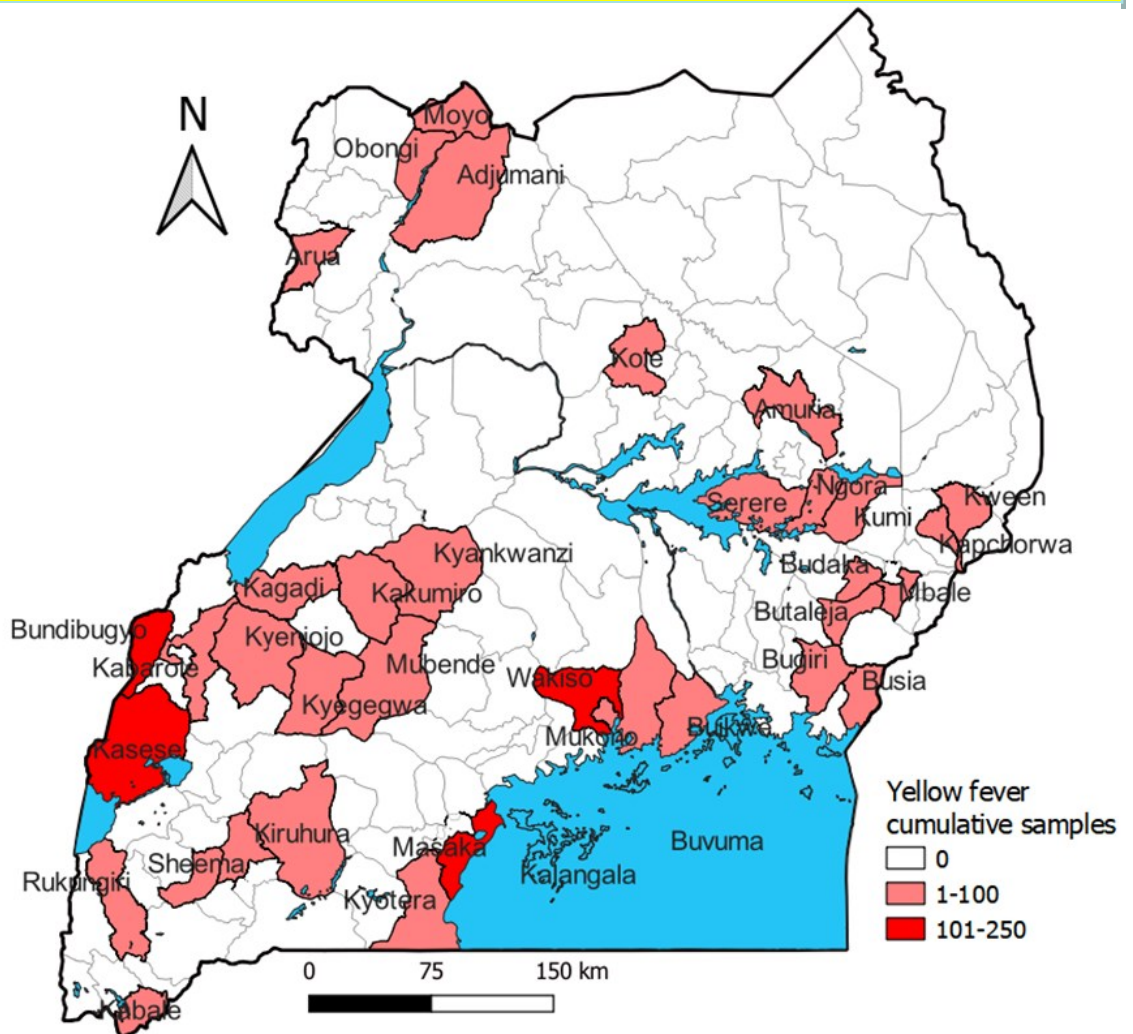 N
Moyo
Obongi
Adjumani
Arua
Kole
Amuria
Ngora
Serere
Kween
Kumi
Kapchorwa
Kyankwanzi
Budaka
Kagadi
Kakumiro
Mbale
Butaleja
Bundibugyo
Kyenjojo
Kabarole
Mubende
Bugiri
Wakiso
Busia
Kyegegwa
Mukono
Buikwe
Kasese
Yellow fever
cumulative samples
0
1-100
101-250
Kiruhura
Masaka
Buvuma
Sheema
Kalangala
Rukungiri
Kyotera
0 75 150 km
Kabale